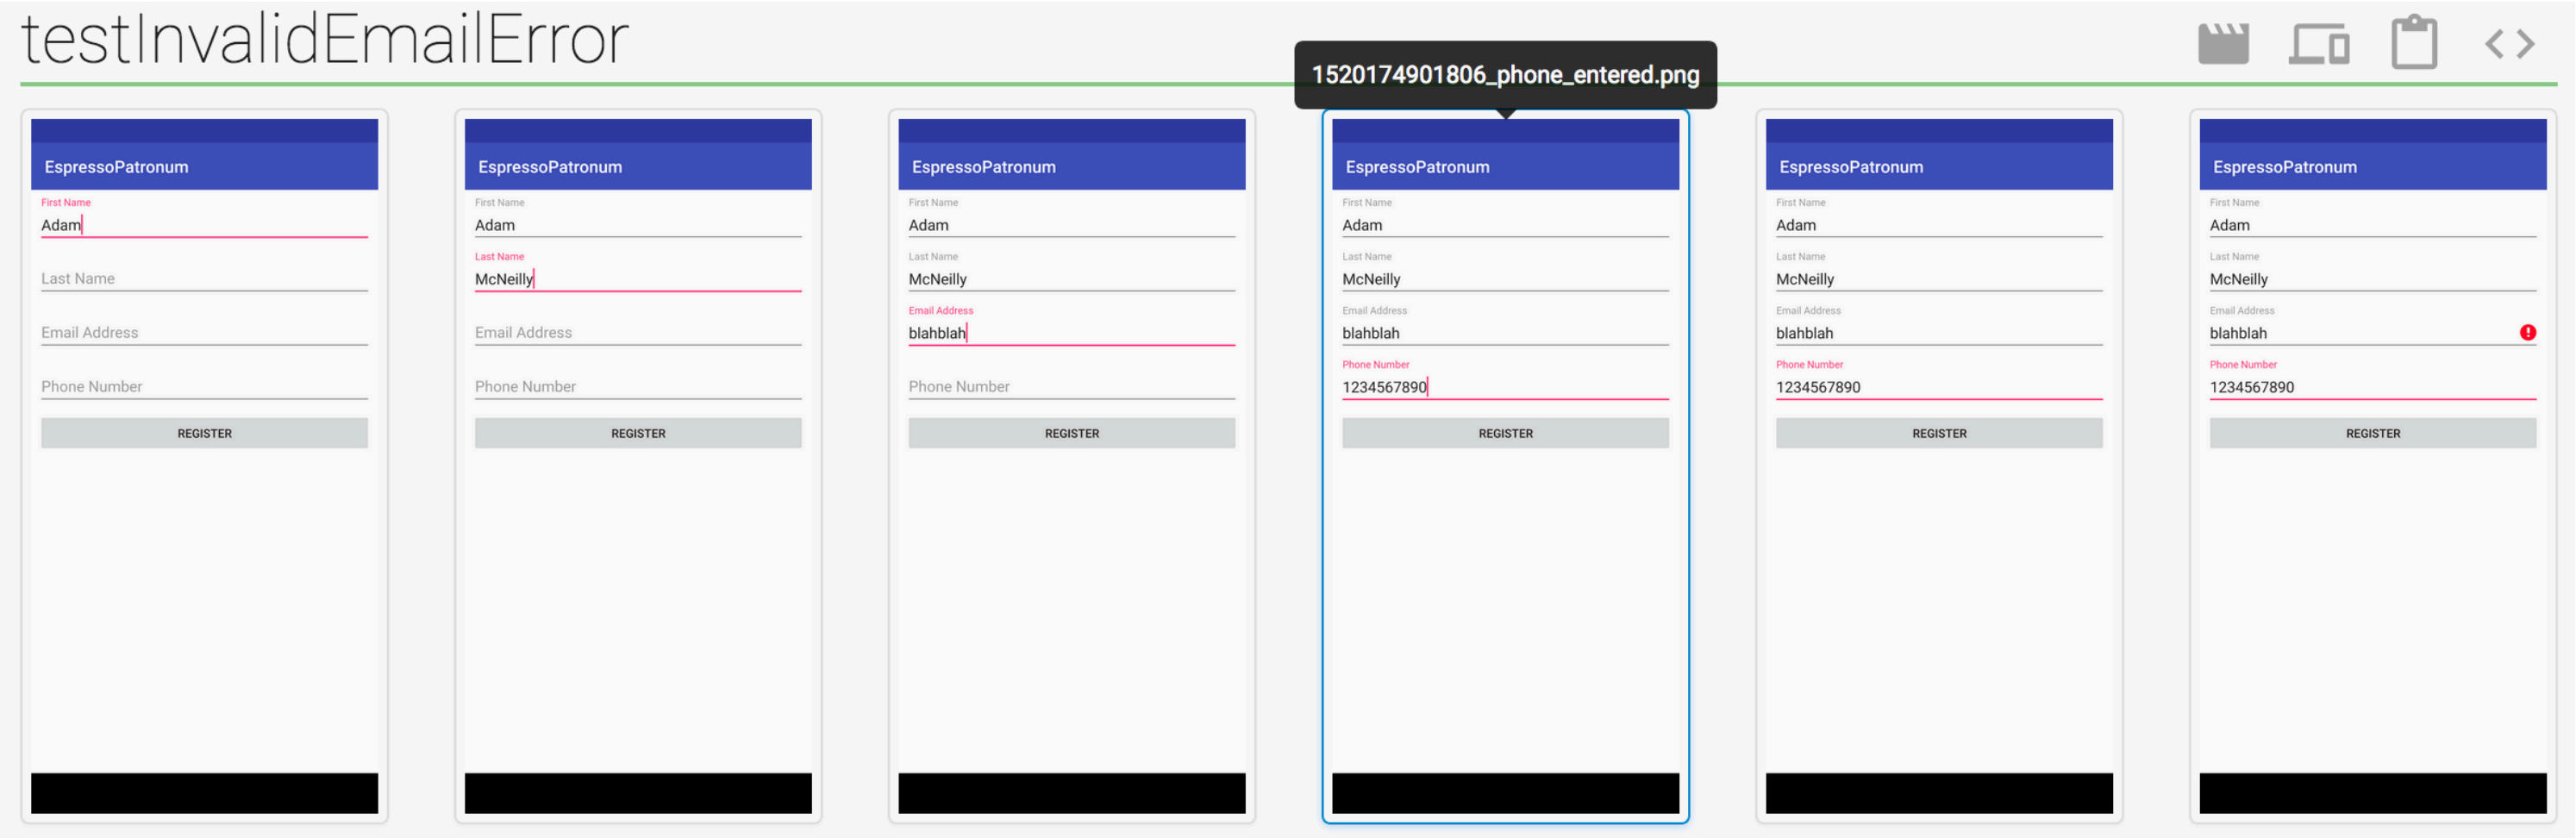 testInvalidEmailError
1520174901806_phone_entered.png
EspressoPatronum
First Name
Adam
Last Name
Email Address
Phone Number
REGISTER
EspressoPatronum
First Name
Adam
Last Name
McNeilly
Email Address
Phone Number
REGISTER
EspressoPatronum
First Name
Adam
Last Name
McNeilly
Email Address
blahblah
Phone Number
REGISTER
EspressoPatronum
First Name
Adam
Last Name
McNeilly
Email Address
blahblah
Phone Number
1234567890
REGISTER
EspressoPatronum
First Name
Adam
Last Name
McNeilly
Email Address
blahblah
Phone Number
1234567890
REGISTER
EspressoPatronum
First Name
Adam
Last Name
McNeilly
Email Address
blahblah
Phone Number
1234567890
REGISTER